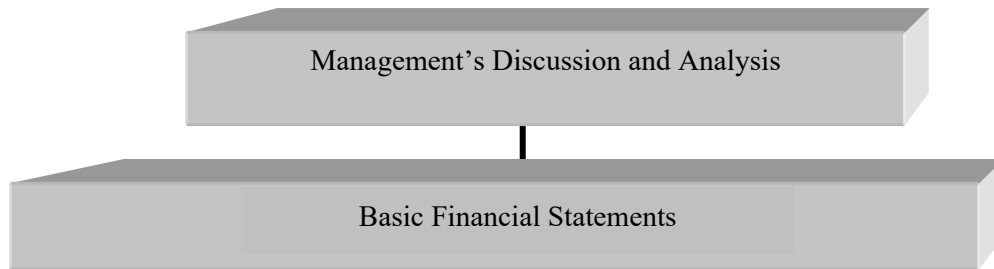 Management’s Discussion and Analysis
Basic Financial Statements